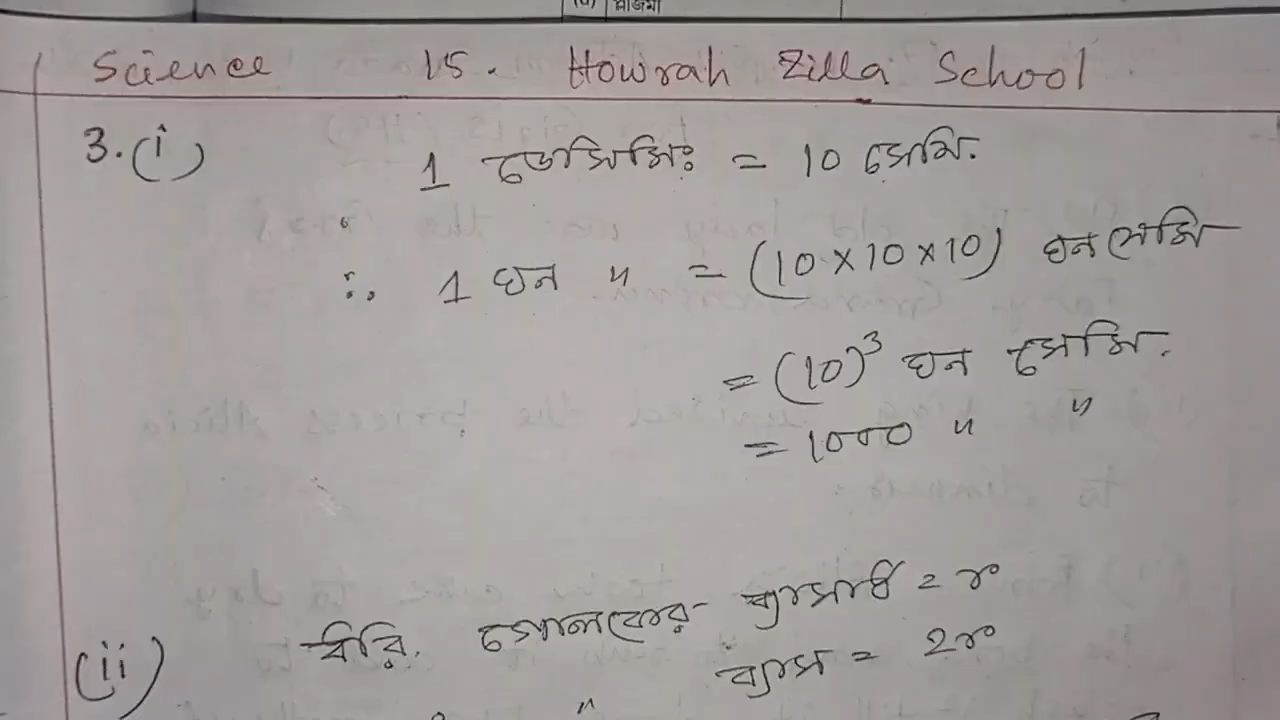 (b) সাজিমা
Science 15. Howrah Zilla School
3. (i) 1 ডেসিমিঃ = 10 সেমি.
∴ 1 ঘন " = (10 × 10 × 10) ঘন সেমি
= (10)³ ঘন সেমি.
= 1000 " "
(ii) ধরি, গোলকের ব্যাসার্ধ = r
" ব্যাস = 2r